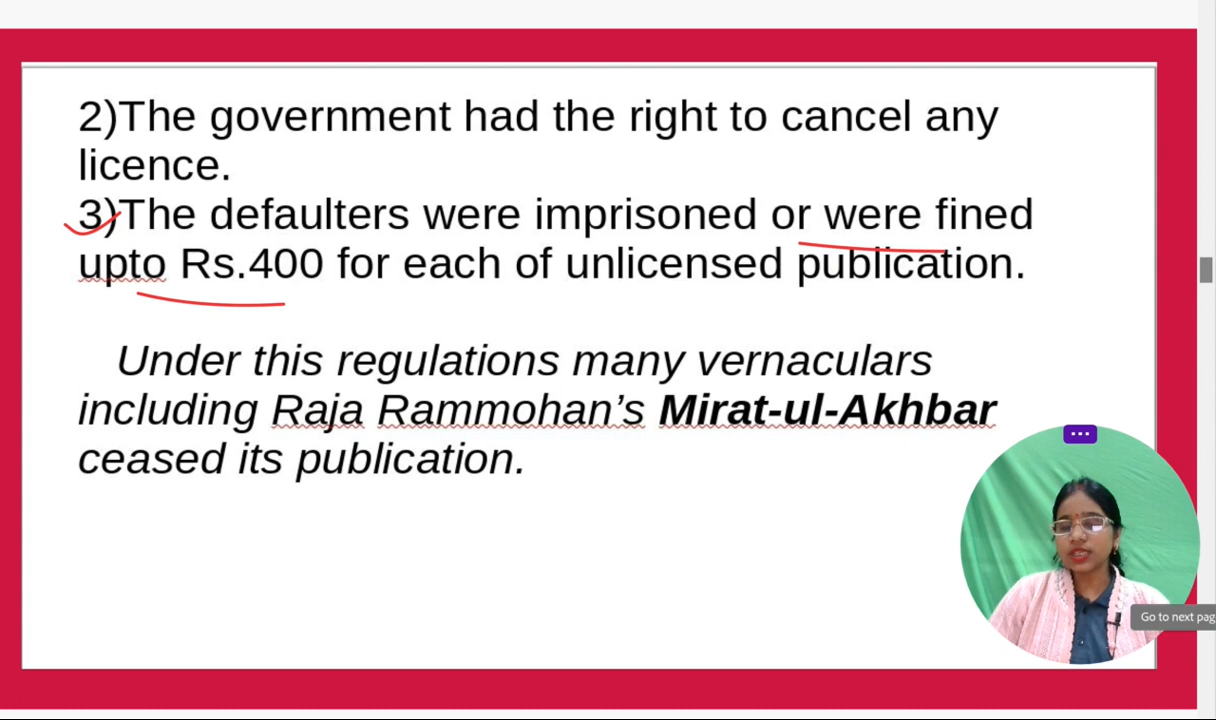 2)The government had the right to cancel any
licence.
3)The defaulters were imprisoned or were fined
upto Rs.400 for each of unlicensed publication.
Under this regulations many vernaculars
including Raja Rammohan’s Mirat-ul-Akhbar
ceased its publication.
Go to next pag